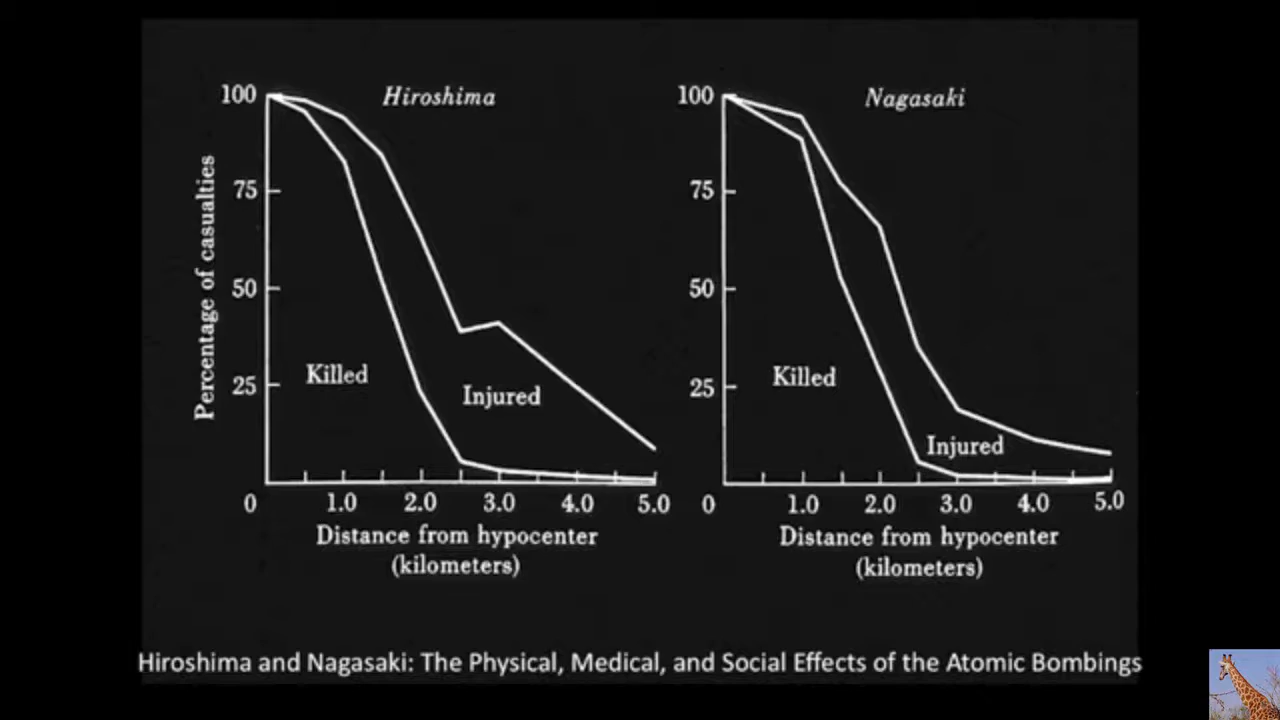 Hiroshima
Percentage of casualties
100
75
50
25
0
Killed
Injured
1.0 2.0 3.0 4.0 5.0
Distance from hypocenter
(kilometers)
Nagasaki
100
75
50
25
0
Killed
Injured
1.0 2.0 3.0 4.0 5.0
Distance from hypocenter
(kilometers)
Hiroshima and Nagasaki: The Physical, Medical, and Social Effects of the Atomic Bombings